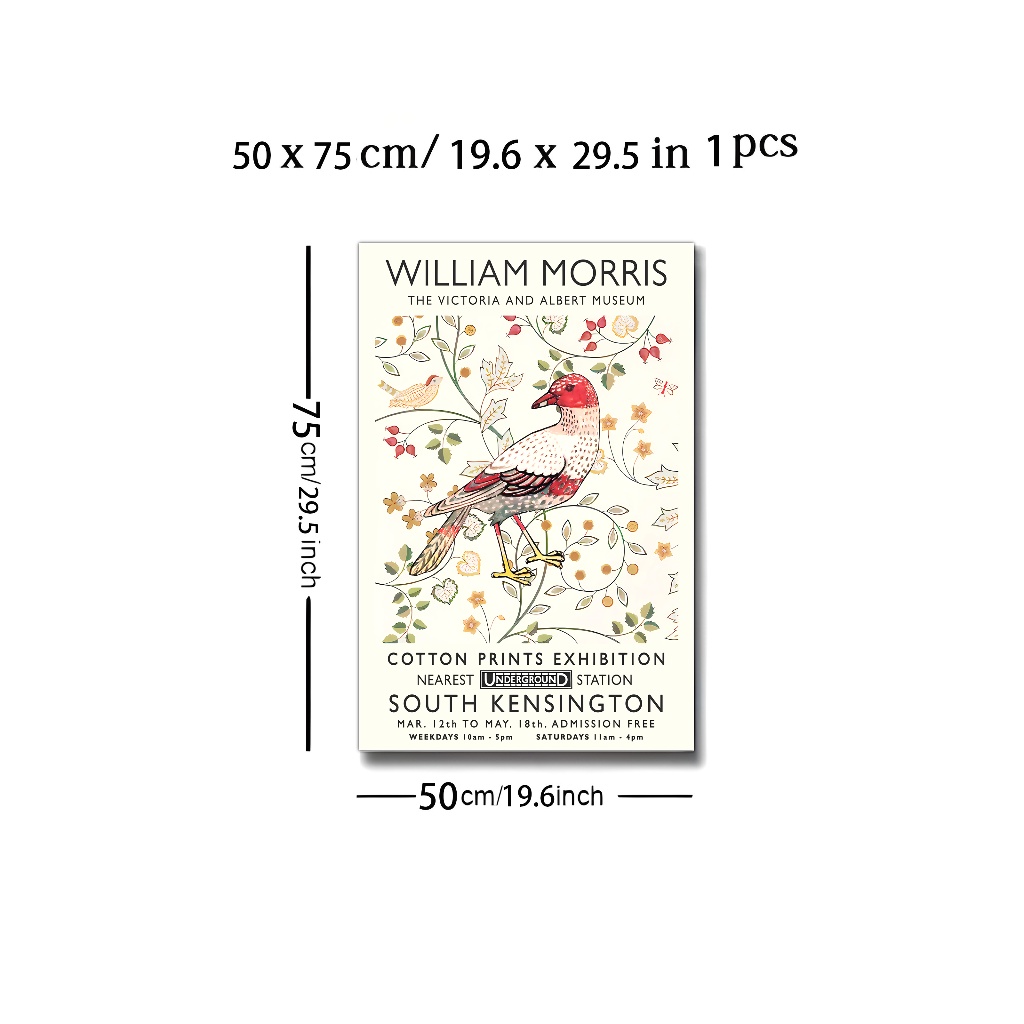 50 x 75 cm/ 19.6 x 29.5 in 1 pcs
75cm/29.5 inch
WILLIAM MORRIS
THE VICTORIA AND ALBERT MUSEUM
COTTON PRINTS EXHIBITION
NEAREST UNDERGROUND STATION
SOUTH KENSINGTON
MAR. 12th TO MAY. 18th. ADMISSION FREE
WEEKDAYS 10am - 5pm SATURDAYS 11am - 4pm
50cm/19.6inch